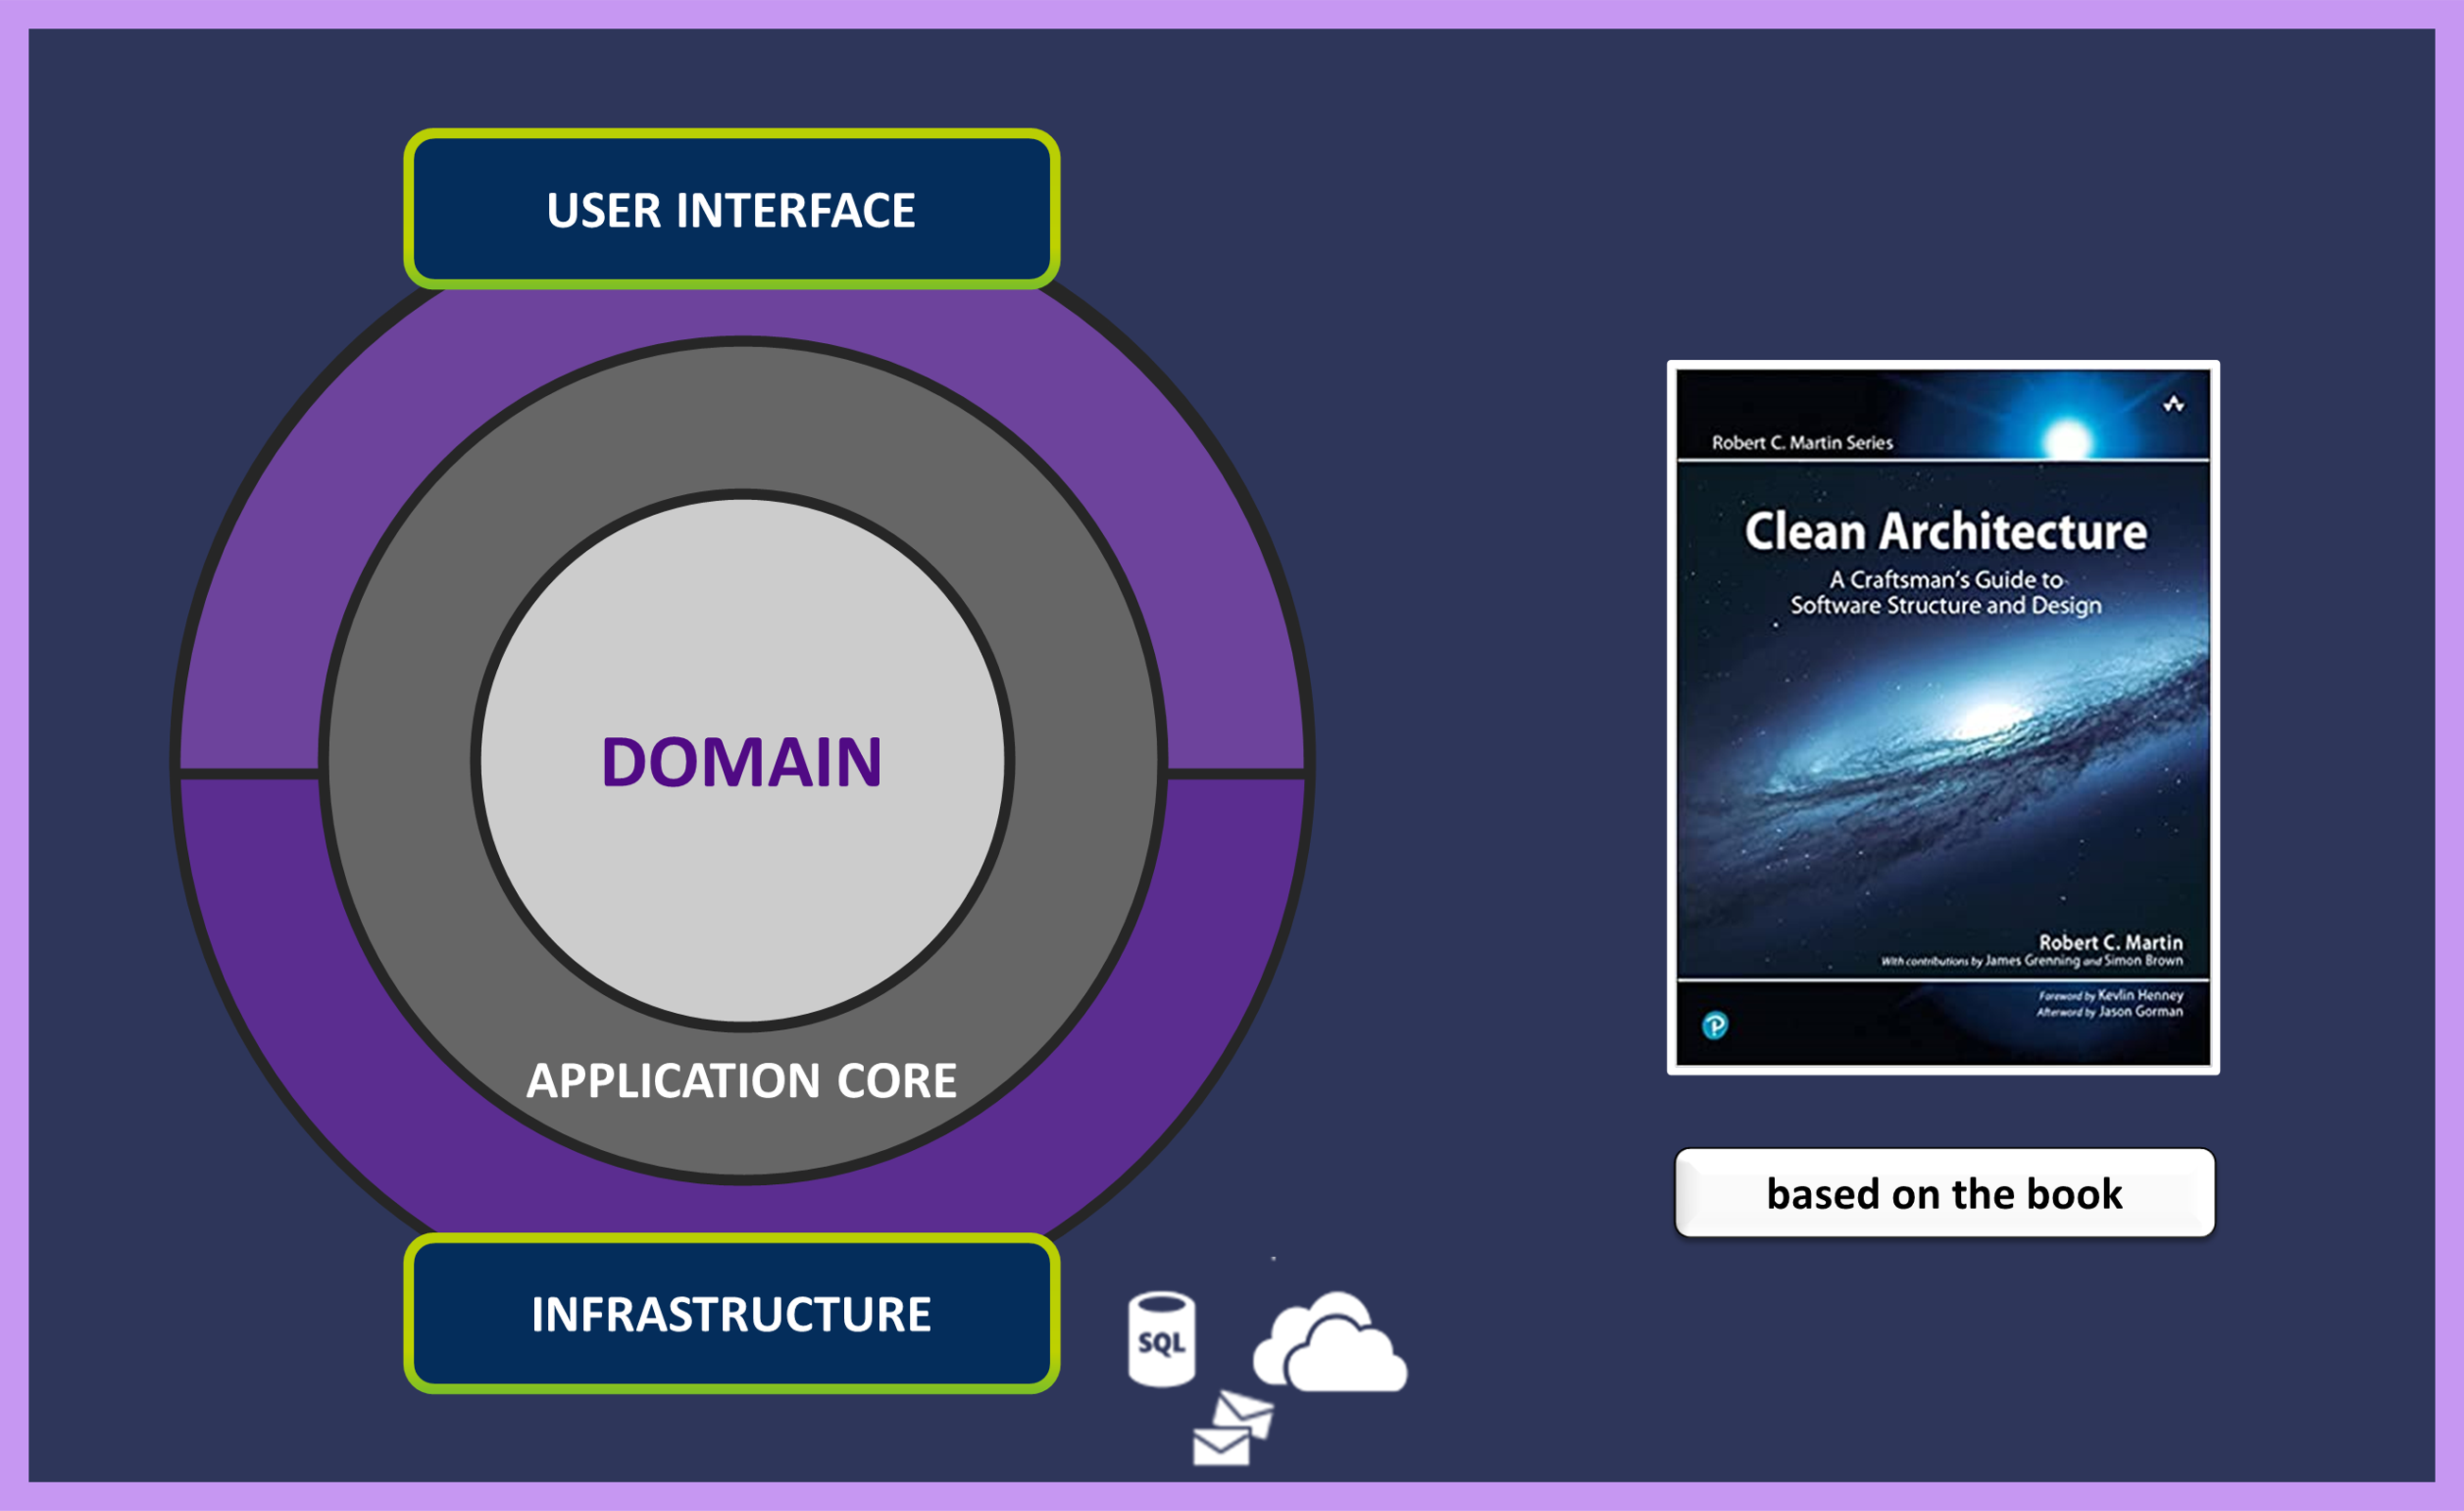 USER INTERFACE
DOMAIN
APPLICATION CORE
INFRASTRUCTURE
SQL
Robert C. Martin Series
Clean Architecture
A Craftsman's Guide to
Software Structure and Design
Robert C. Martin
With contributions by James Grenning and Simon Brown
Foreword by Kevlin Henney
Afterword by Jason Gorman
P
based on the book